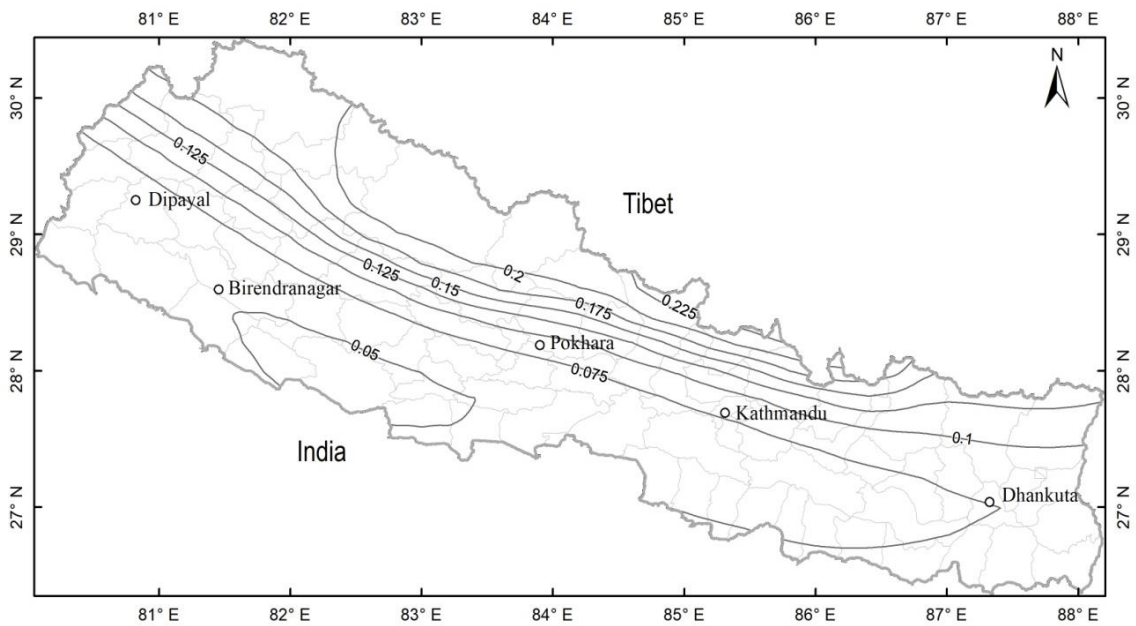 81° E 82° E 83° E 84° E 85° E 86° E 87° E 88° E
N
30° N 30° N
0.125
Dipayal
Tibet
29° N 29° N
0.2
0.125
0.15
0.225
Birendranagar
0.175
0.05
Pokhara
28° N 28° N
0.075
Kathmandu
India
0.1
Dhankuta
27° N 27° N
81° E 82° E 83° E 84° E 85° E 86° E 87° E 88° E